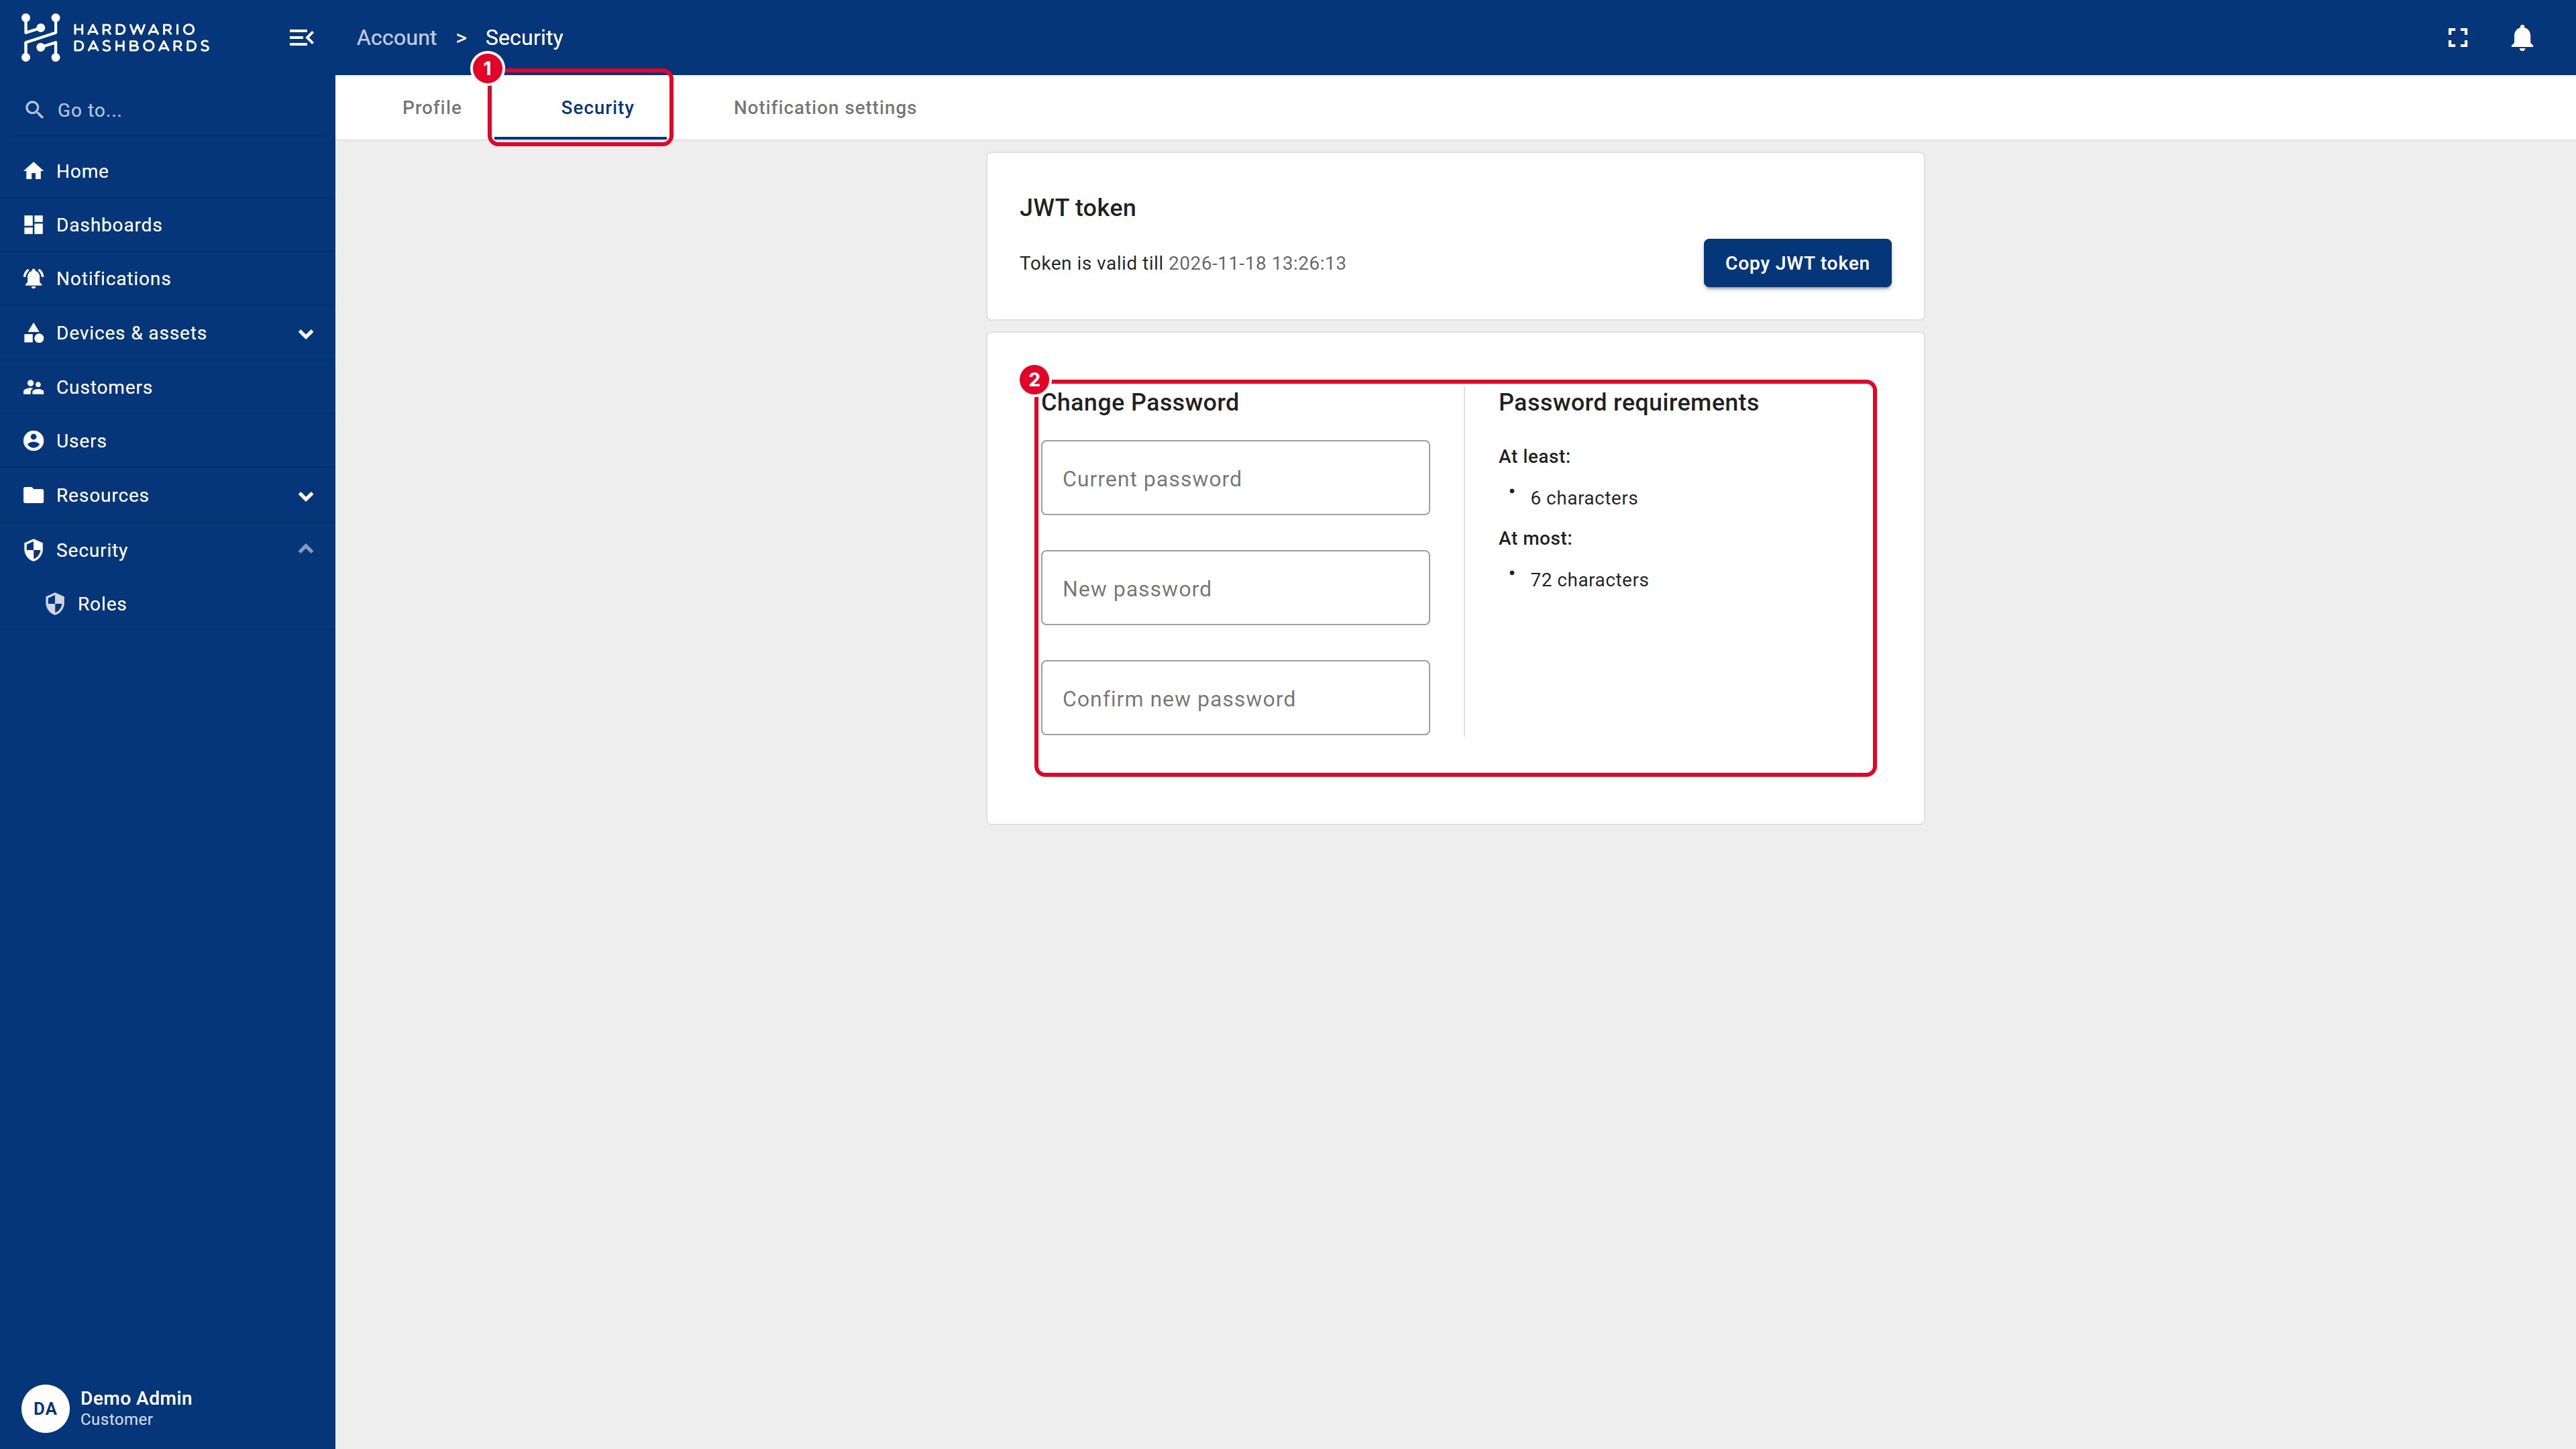 HARDWARIO
DASHBOARDS
Account > Security
1
Go to...
Profile
Security
Notification settings
Home
Dashboards
Notifications
Devices & assets
Customers
Users
Resources
Security
Roles
JWT token
Token is valid till 2026-11-18 13:26:13
Copy JWT token
2
Change Password
Current password
New password
Confirm new password
Password requirements
At least:
• 6 characters
At most:
• 72 characters
DA
Demo Admin
Customer